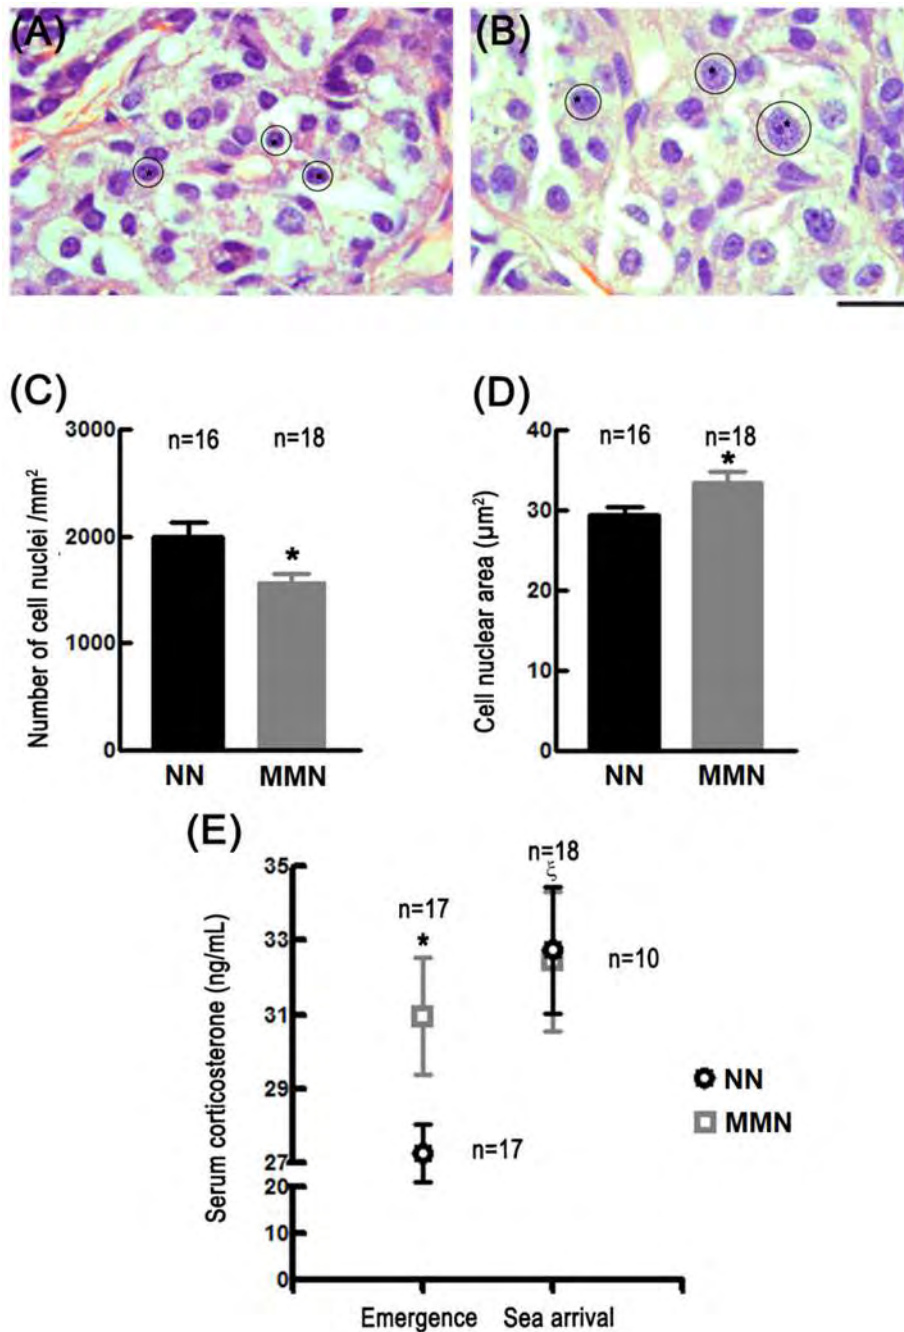 (A)
(B)
(C)
3000
2000
1000
0
Number of cell nuclei /mm²
n=16
n=18
*
NN
MMN
(D)
40
30
20
10
0
Cell nuclear area (µm²)
n=16
n=18
*
NN
MMN
(E)
35
33
31
29
27
20
10
0
Serum corticosterone (ng/mL)
n=17
*
n=17
n=18
ξ
n=10
NN
MMN
Emergence
Sea arrival